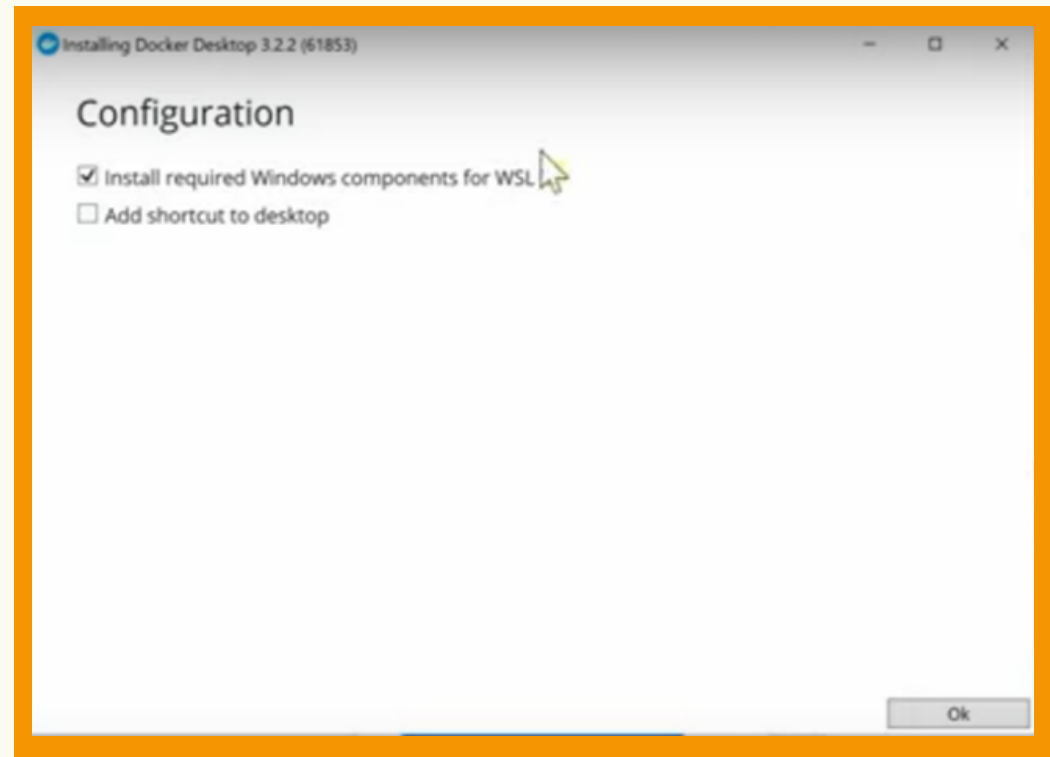 Installing Docker Desktop 3.2.2 (61853)
Configuration
Install required Windows components for WSL
Add shortcut to desktop
Ok